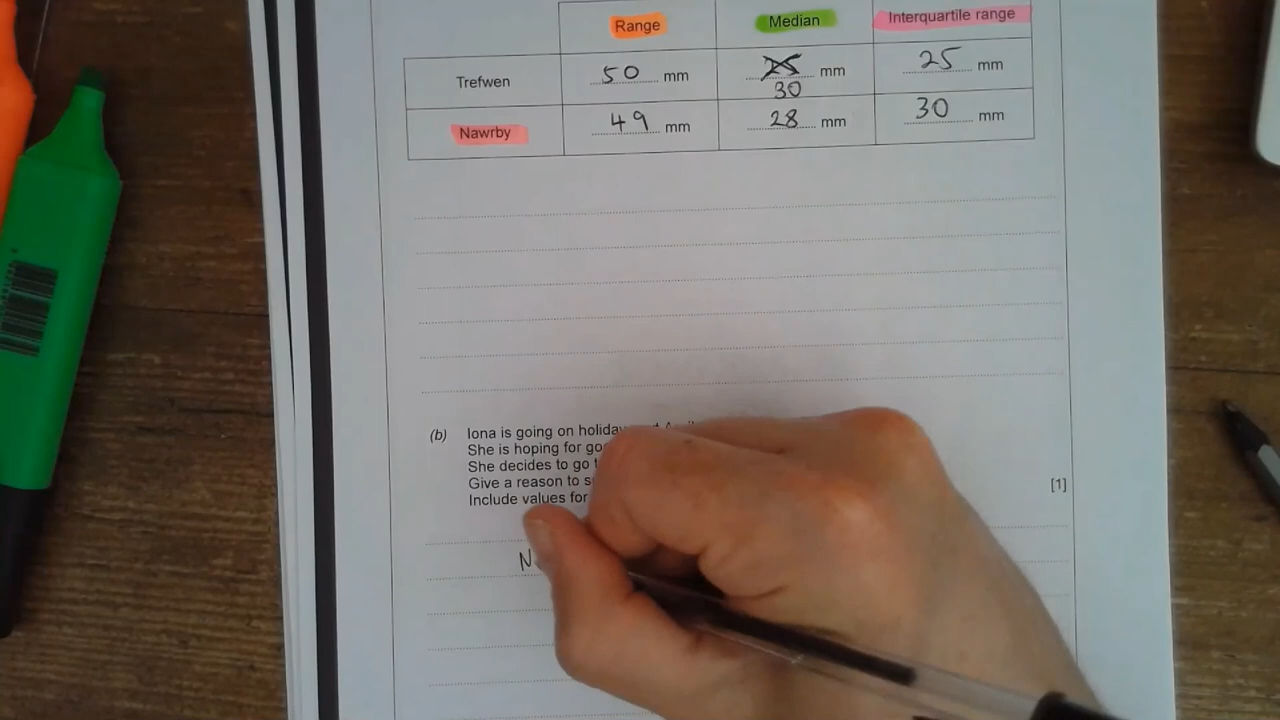 Range Median Interquartile range
Trefwen 50 mm 25 mm 25 mm
30
Nawrby 49 mm 28 mm 30 mm
(b) Iona is going on holiday
She is hoping for
She decides to go
Give a reason to
Include values for
[1]
N